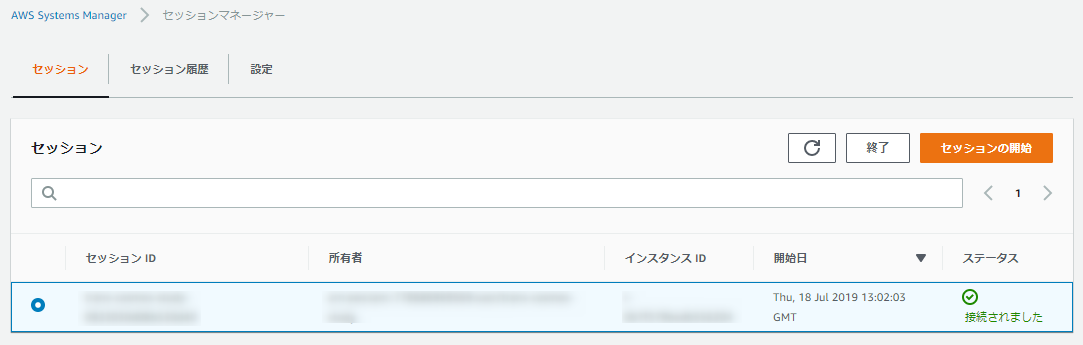 AWS Systems Manager > セッションマネージャー
セッション セッション履歴 設定
セッション 終了 セッションの開始
1
セッション ID 所有者 インスタンス ID 開始日 ステータス
Thu, 18 Jul 2019 13:02:03
GMT 接続されました